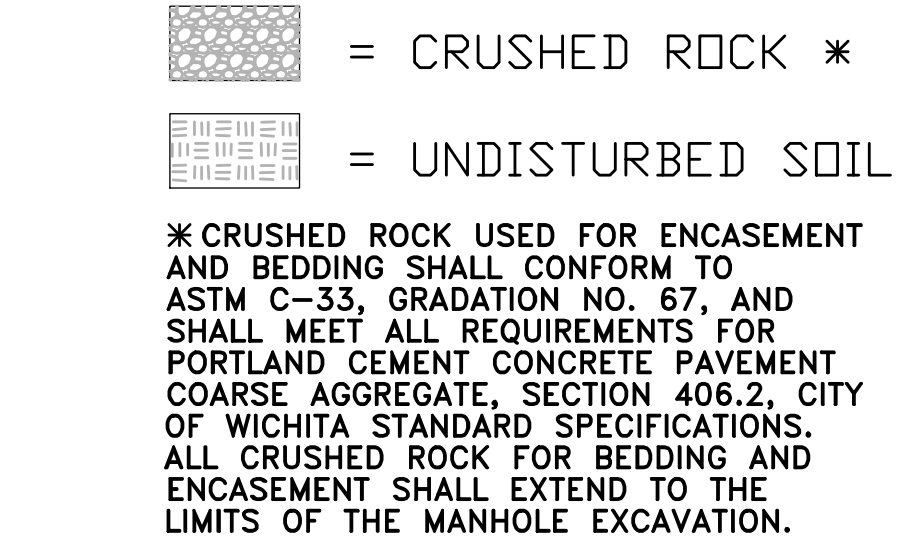 = CRUSHED ROCK *
= UNDISTURBED SOIL
* CRUSHED ROCK USED FOR ENCASEMENT
AND BEDDING SHALL CONFORM TO
ASTM C-33, GRADATION NO. 67, AND
SHALL MEET ALL REQUIREMENTS FOR
PORTLAND CEMENT CONCRETE PAVEMENT
COARSE AGGREGATE, SECTION 406.2, CITY
OF WICHITA STANDARD SPECIFICATIONS.
ALL CRUSHED ROCK FOR BEDDING AND
ENCASEMENT SHALL EXTEND TO THE
LIMITS OF THE MANHOLE EXCAVATION.